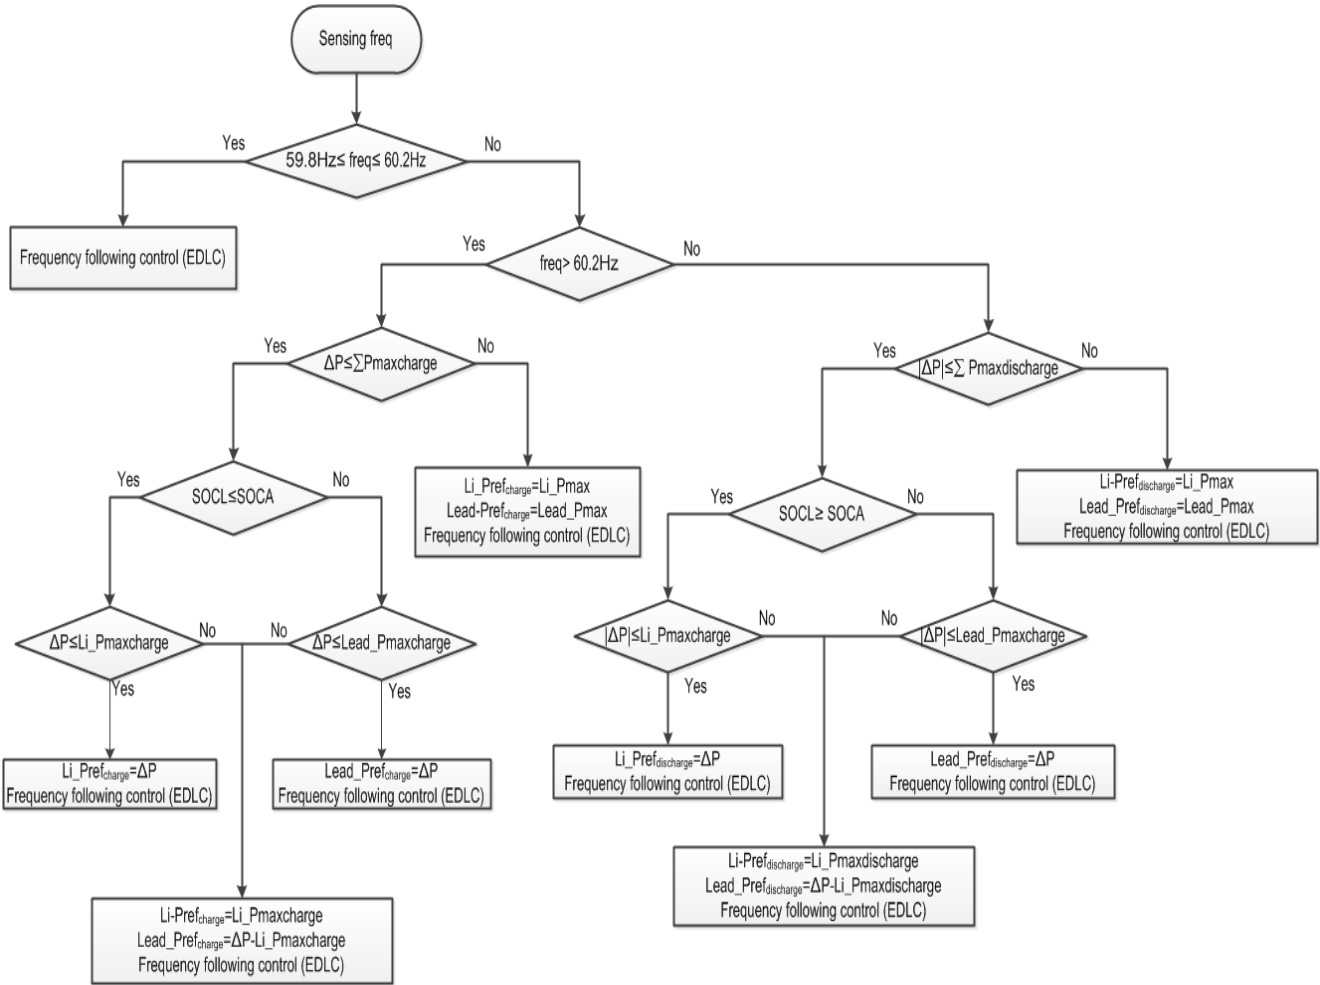 Sensing freq
Yes
No
59.8Hz≤ freq≤ 60.2Hz
Frequency following control (EDLC)
Yes
No
freq> 60.2Hz
Yes
No
ΔP≤∑Pmaxcharge
Yes
No
|ΔP|≤∑ Pmaxdischarge
Yes
No
SOCL≤SOCA
Li_Prefcharge=Li_Pmax
Lead-Prefcharge=Lead_Pmax
Frequency following control (EDLC)
Yes
No
SOCL≥ SOCA
Li-Prefdischarge=Li_Pmax
Lead_Prefdischarge=Lead_Pmax
Frequency following control (EDLC)
ΔP≤Li_Pmaxcharge
No
No
ΔP≤Lead_Pmaxcharge
Yes
Yes
|ΔP|≤Li_Pmaxcharge
No
No
|ΔP|≤Lead_Pmaxcharge
Yes
Yes
Li_Prefcharge=ΔP
Frequency following control (EDLC)
Lead_Prefcharge=ΔP
Frequency following control (EDLC)
Li_Prefdischarge=ΔP
Frequency following control (EDLC)
Lead_Prefdischarge=ΔP
Frequency following control (EDLC)
Li-Prefcharge=Li_Pmaxcharge
Lead_Prefcharge=ΔP-Li_Pmaxcharge
Frequency following control (EDLC)
Li-Prefdischarge=Li_Pmaxdischarge
Lead_Prefdischarge=ΔP-Li_Pmaxdischarge
Frequency following control (EDLC)